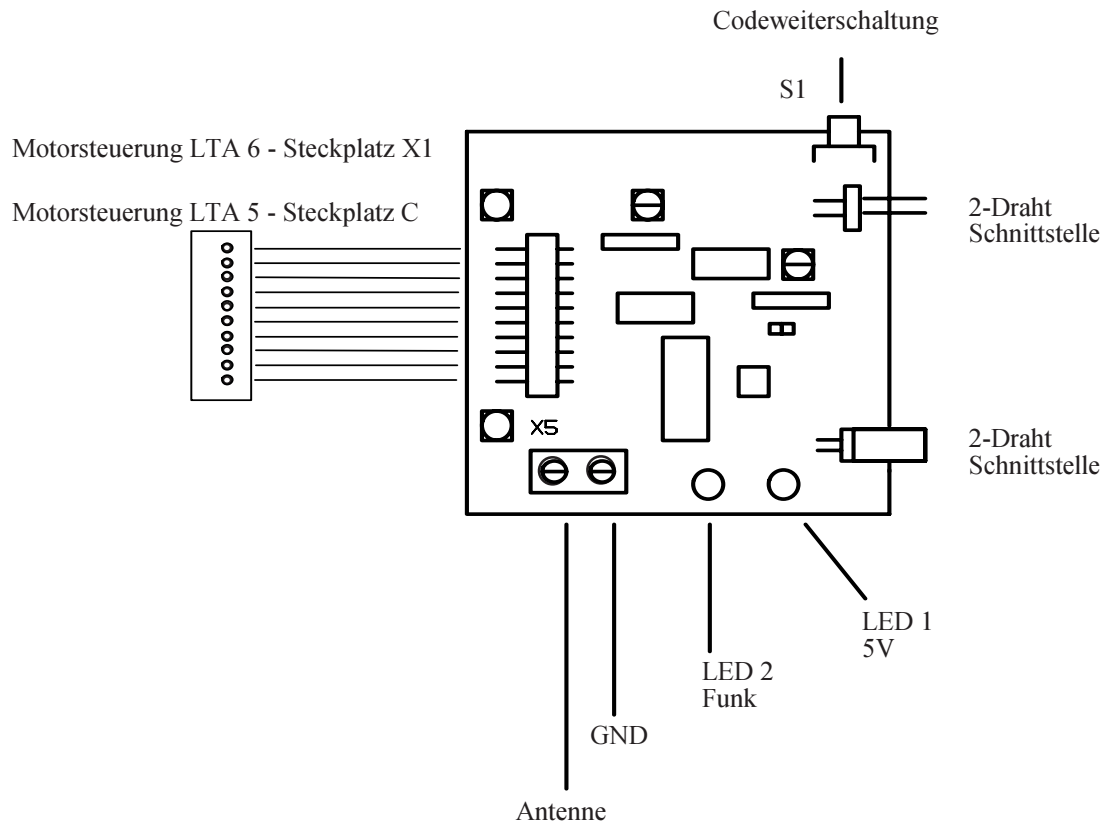 Codeweiterschaltung
S1
Motorsteuerung LTA 6 - Steckplatz X1
Motorsteuerung LTA 5 - Steckplatz C
2-Draht
Schnittstelle
X5
2-Draht
Schnittstelle
LED 1
5V
LED 2
Funk
GND
Antenne